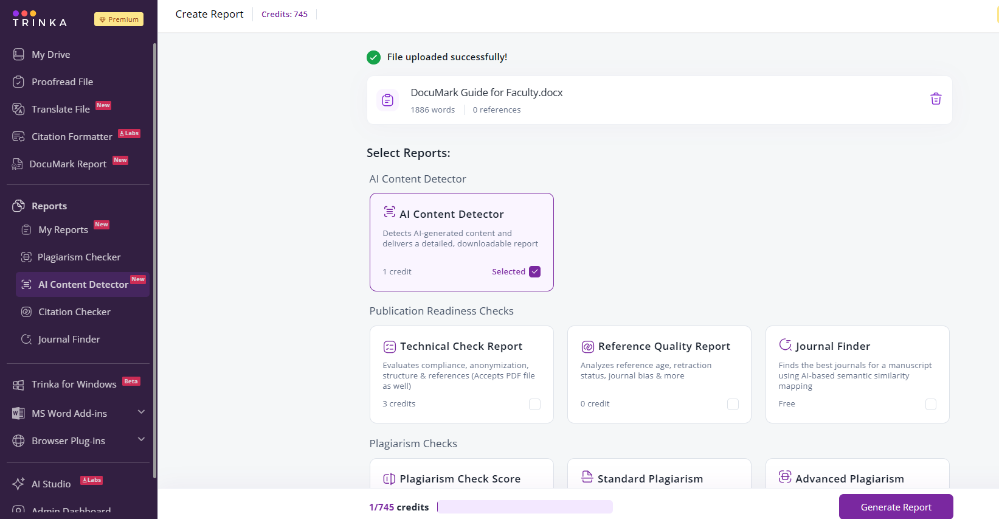 TRINKA
Premium
My Drive
Proofread File
Translate File New
Citation Formatter Labs
DocuMark Report New
Reports
My Reports New
Plagiarism Checker
AI Content Detector New
Citation Checker
Journal Finder
Trinka for Windows Beta
MS Word Add-ins
Browser Plug-ins
AI Studio Labs
Admin Dashboard
Create Report
Credits: 745
File uploaded successfully!
DocuMark Guide for Faculty.docx
1886 words 0 references
Select Reports:
AI Content Detector
AI Content Detector
Detects AI-generated content and
delivers a detailed, downloadable report
1 credit Selected
Publication Readiness Checks
Technical Check Report
Evaluates compliance, anonymization,
structure & references (Accepts PDF file
as well)
3 credits
Reference Quality Report
Analyzes reference age, retraction
status, journal bias & more
0 credit
Journal Finder
Finds the best journals for a manuscript
using AI-based semantic similarity
mapping
Free
Plagiarism Checks
Plagiarism Check Score
Standard Plagiarism
Advanced Plagiarism
1/745 credits
Generate Report